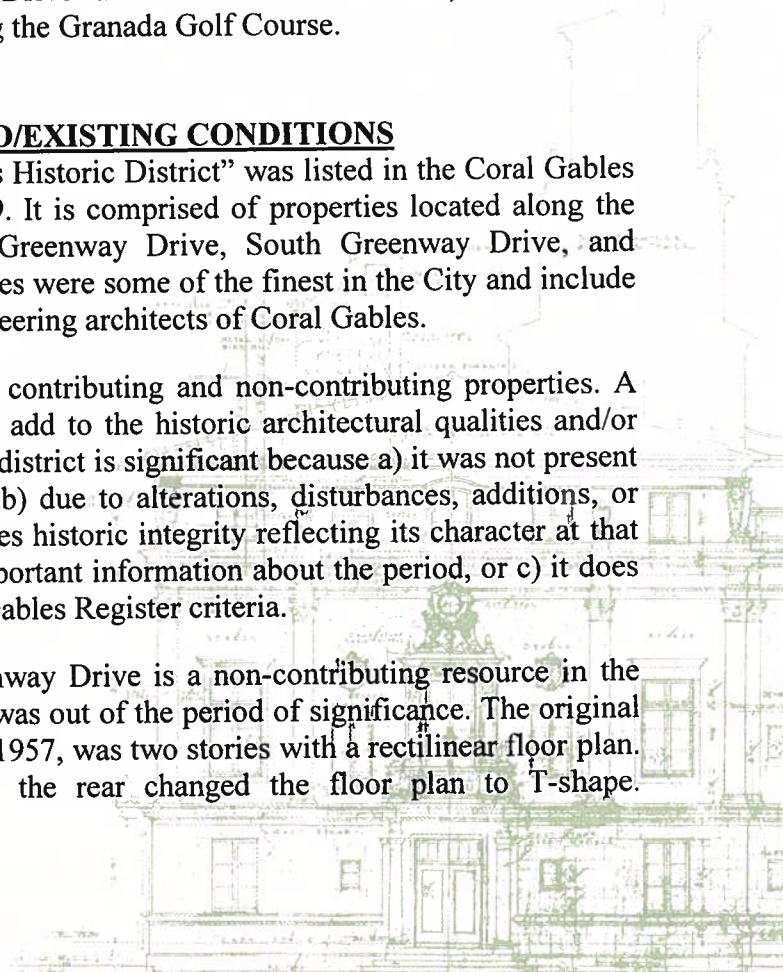 g the Granada Golf Course.
D/EXISTING CONDITIONS
s Historic District” was listed in the Coral Gables
9. It is comprised of properties located along the
Greenway Drive, South Greenway Drive, and
es were some of the finest in the City and include
eering architects of Coral Gables.
contributing and non-contributing properties. A
add to the historic architectural qualities and/or
district is significant because a) it was not present
b) due to alterations, disturbances, additions, or
es historic integrity reflecting its character at that
portant information about the period, or c) it does
ables Register criteria.
nway Drive is a non-contributing resource in the
was out of the period of significance. The original
1957, was two stories with a rectilinear floor plan.
the rear changed the floor plan to T-shape.